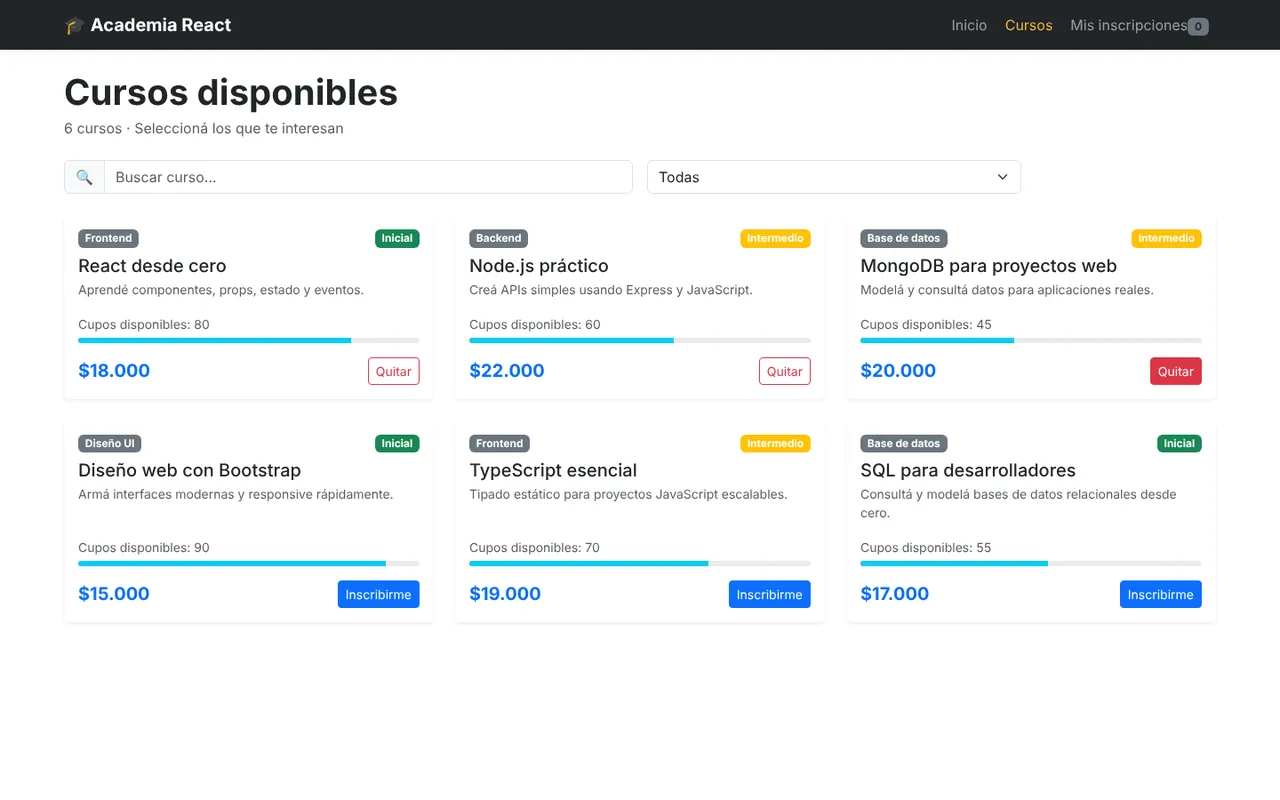 🎓 Academia React
Inicio Cursos Mis inscripciones 0
Cursos disponibles
6 cursos · Seleccioná los que te interesan
🔍 Buscar curso...
Todas
Frontend Inicial
React desde cero
Aprendé componentes, props, estado y eventos.
Cupos disponibles: 80
$18.000 Quitar
Backend Intermedio
Node.js práctico
Creá APIs simples usando Express y JavaScript.
Cupos disponibles: 60
$22.000 Quitar
Base de datos Intermedio
MongoDB para proyectos web
Modelá y consultá datos para aplicaciones reales.
Cupos disponibles: 45
$20.000 Quitar
Diseño UI Inicial
Diseño web con Bootstrap
Armá interfaces modernas y responsive rápidamente.
Cupos disponibles: 90
$15.000 Inscribirme
Frontend Intermedio
TypeScript esencial
Tipado estático para proyectos JavaScript escalables.
Cupos disponibles: 70
$19.000 Inscribirme
Base de datos Inicial
SQL para desarrolladores
Consultá y modelá bases de datos relacionales desde
cero.
Cupos disponibles: 55
$17.000 Inscribirme